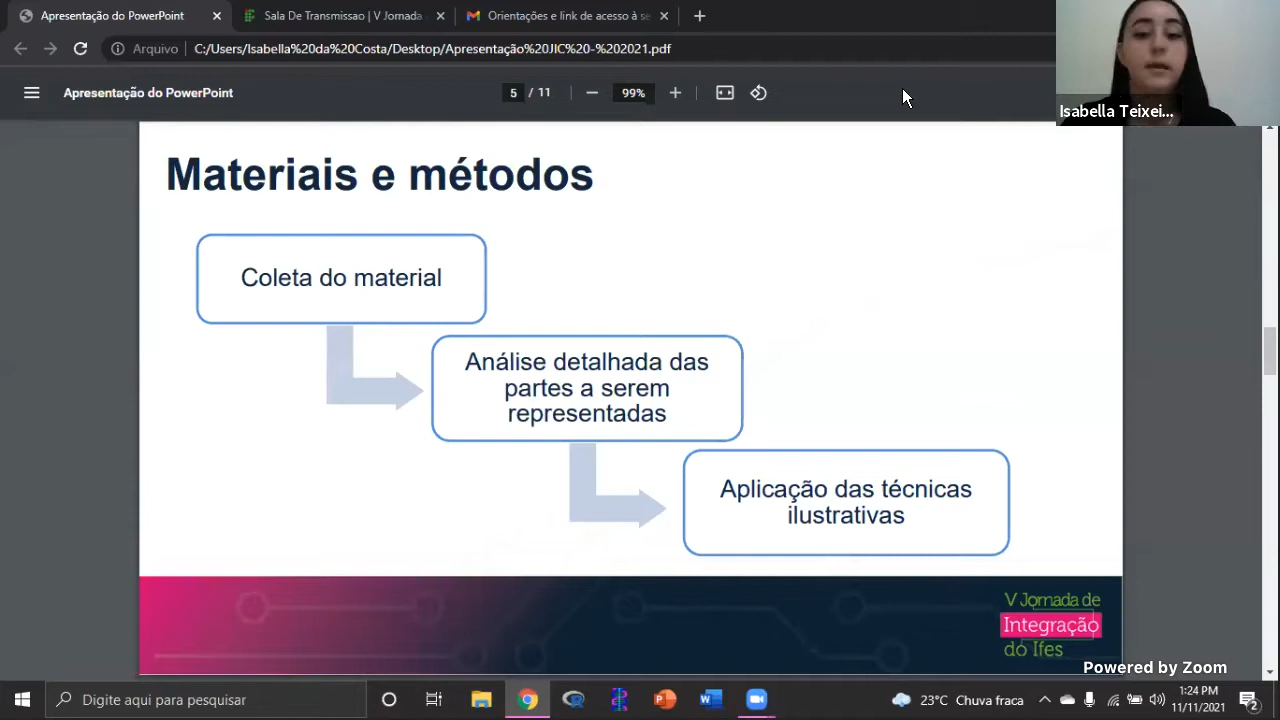 Apresentação do PowerPoint
Sala De Transmissao | V Jornada
Orientações e link de acesso à se
Arquivo
C:/Users/Isabella%20da%20Costa/Desktop/Apresentação%20JIC%20-%202021.pdf
Apresentação do PowerPoint
5 / 11
99%
Isabella Teixei...
Materiais e métodos
Coleta do material
Análise detalhada das
partes a serem
representadas
Aplicação das técnicas
ilustrativas
V Jornada de
Integração
do Ifes
Powered by Zoom
Digite aqui para pesquisar
23°C Chuva fraca
1:24 PM
11/11/2021
2